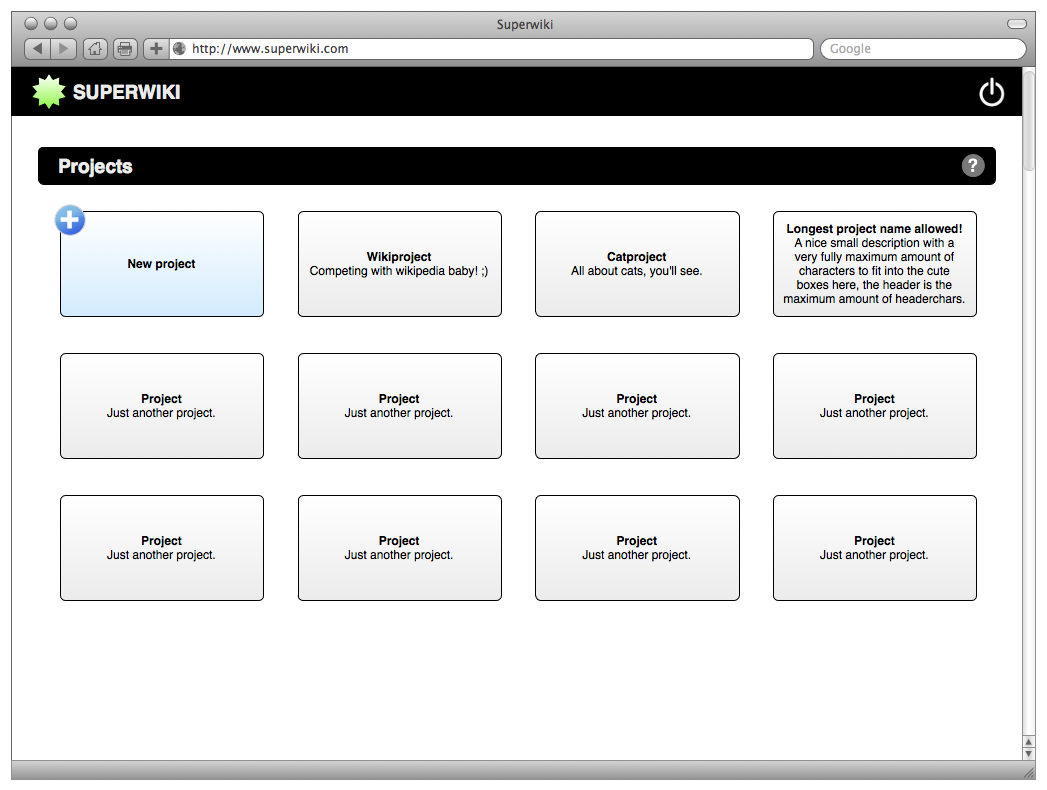 Superwiki
http://www.superwiki.com
Google
SUPERWIKI
Projects
?
New project
Wikiproject
Competing with wikipedia baby! ;)
Catproject
All about cats, you'll see.
Longest project name allowed!
A nice small description with a
very fully maximum amount of
characters to fit into the cute
boxes here, the header is the
maximum amount of headerchars.
Project
Just another project.
Project
Just another project.
Project
Just another project.
Project
Just another project.
Project
Just another project.
Project
Just another project.
Project
Just another project.
Project
Just another project.